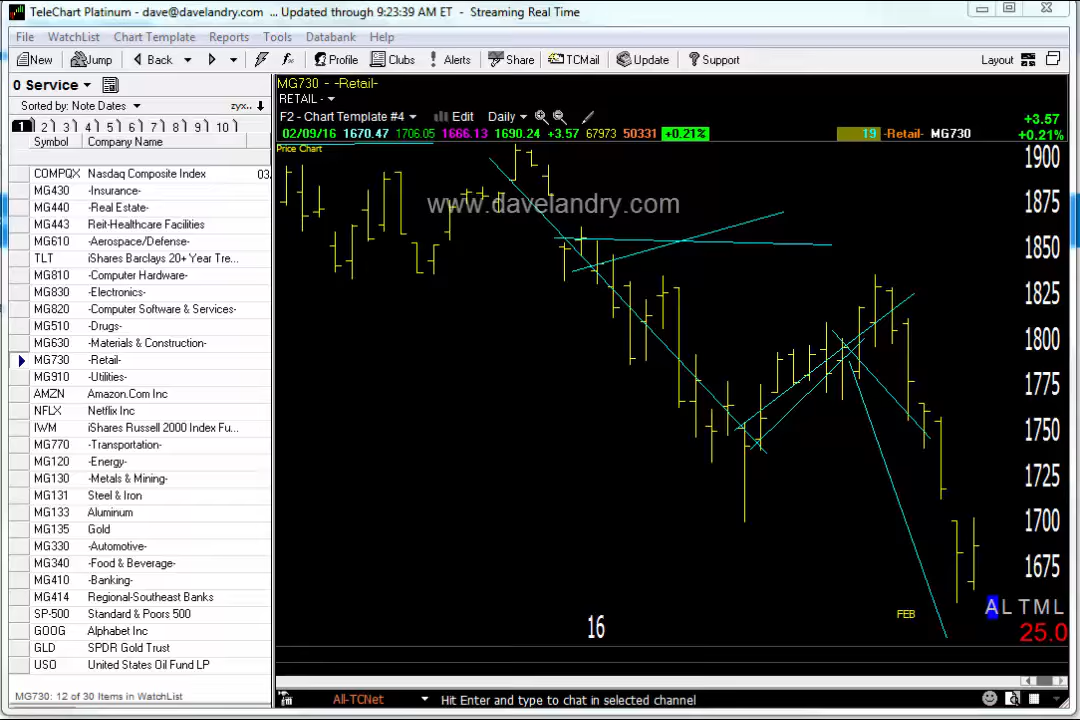 TeleChart Platinum - dave@davelandry.com ... Updated through 9:23:39 AM ET - Streaming Real Time
File WatchList Chart Template Reports Tools Databank Help
New Jump Back Profile Clubs Alerts Share TCMail Update Support Layout
0 Service
Sorted by: Note Dates zyx..
1 2 3 4 5 6 7 8 9 10
Symbol Company Name
COMPQX Nasdaq Composite Index 03.
MG430 -Insurance-
MG440 -Real Estate-
MG443 Reit-Healthcare Facilities
MG610 -Aerospace/Defense-
TLT iShares Barclays 20+ Year Tre...
MG810 -Computer Hardware-
MG830 -Electronics-
MG820 -Computer Software & Services-
MG510 -Drugs-
MG630 -Materials & Construction-
MG730 -Retail-
MG910 -Utilities-
AMZN Amazon.Com Inc
NFLX Netflix Inc
IWM iShares Russell 2000 Index Fu...
MG770 -Transportation-
MG120 -Energy-
MG130 -Metals & Mining-
MG131 Steel & Iron
MG133 Aluminum
MG135 Gold
MG330 -Automotive-
MG340 -Food & Beverage-
MG410 -Banking-
MG414 Regional-Southeast Banks
SP-500 Standard & Poors 500
GOOG Alphabet Inc
GLD SPDR Gold Trust
USO United States Oil Fund LP
MG730: 12 of 30 Items in WatchList
MG730 - -Retail-
RETAIL -
F2 - Chart Template #4 Edit Daily
02/09/16 1670.47 1706.05 1666.13 1690.24 +3.57 67973 50331 +0.21% T9 -Retail- MG730
+3.57
+0.21%
Price Chart
www.davelandry.com
1900
1875
1850
1825
1800
1775
1750
1725
1700
1675
A L T M L
25.0
16
FEB
All-TCNet Hit Enter and type to chat in selected channel